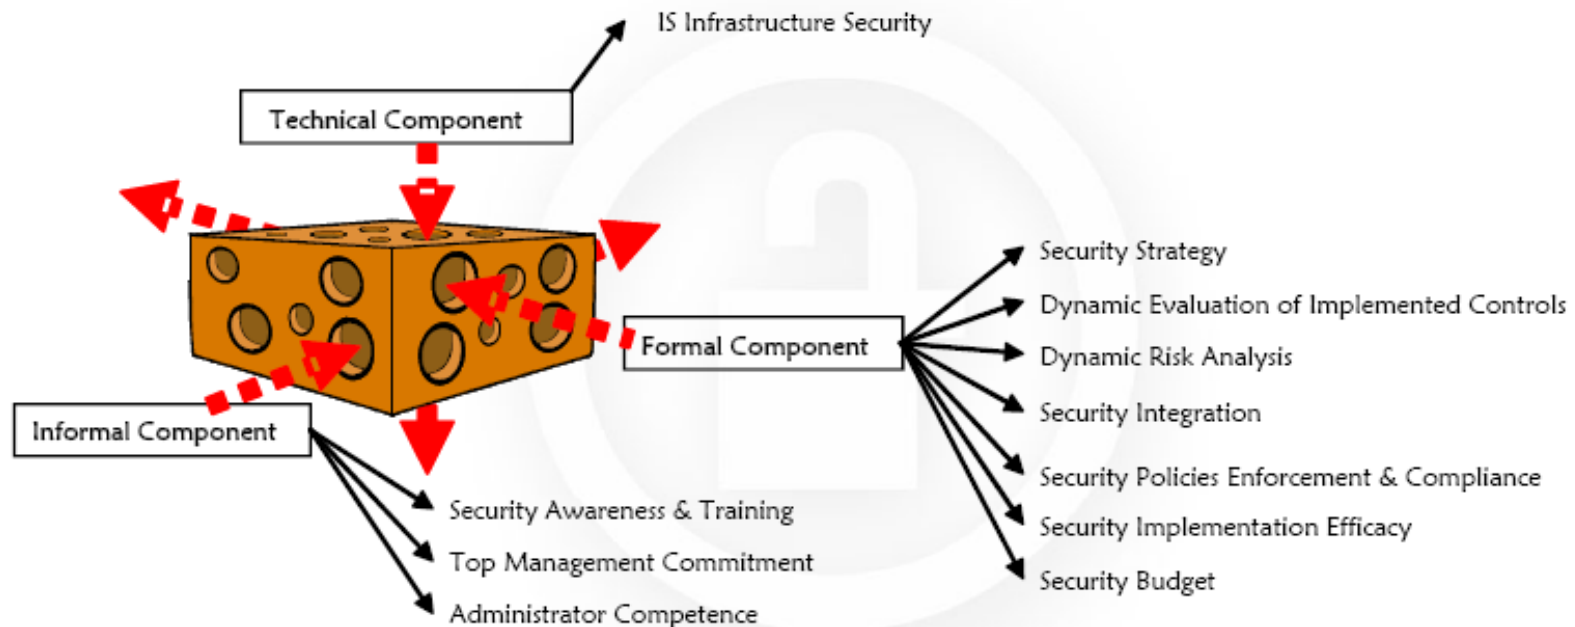 IS Infrastructure Security
Technical Component
Security Strategy
Dynamic Evaluation of Implemented Controls
Formal Component
Dynamic Risk Analysis
Security Integration
Informal Component
Security Policies Enforcement & Compliance
Security Awareness & Training
Security Implementation Efficacy
Top Management Commitment
Security Budget
Administrator Competence